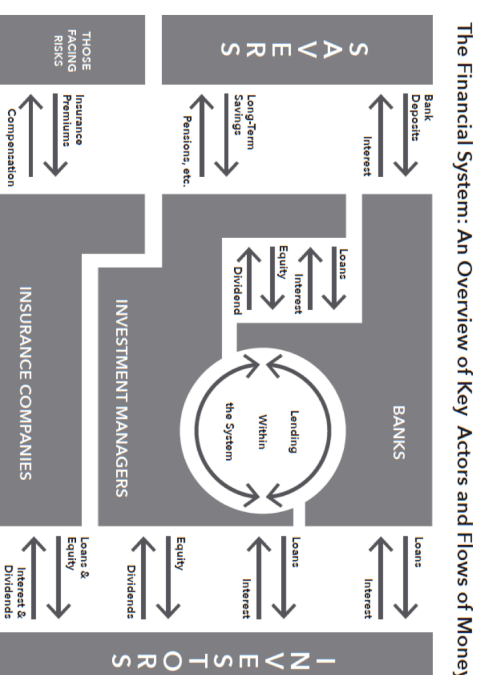 The Financial System: An Overview of Key Actors and Flows of Money
SAVERS
THOSE
FACING
RISKS
Bank
Deposits
Interest
Long-Term
Savings
Pensions, etc.
Insurance
Premiums
Compensation
BANKS
Loans
Interest
Equity
Dividend
Lending
Within
the System
INVESTMENT MANAGERS
INSURANCE COMPANIES
Loans
Interest
Loans
Interest
Equity
Dividends
Loans &
Equity
Interest &
Dividends
INVESTORS